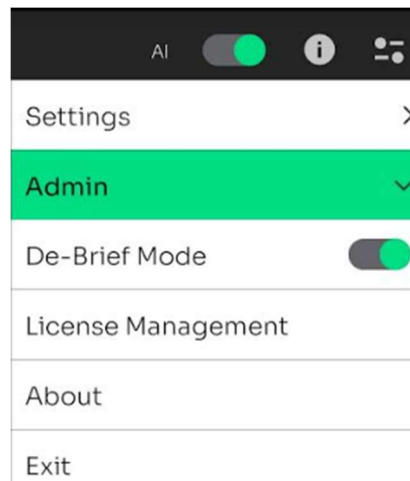 AI
Settings
Admin
De-Brief Mode
License Management
About
Exit